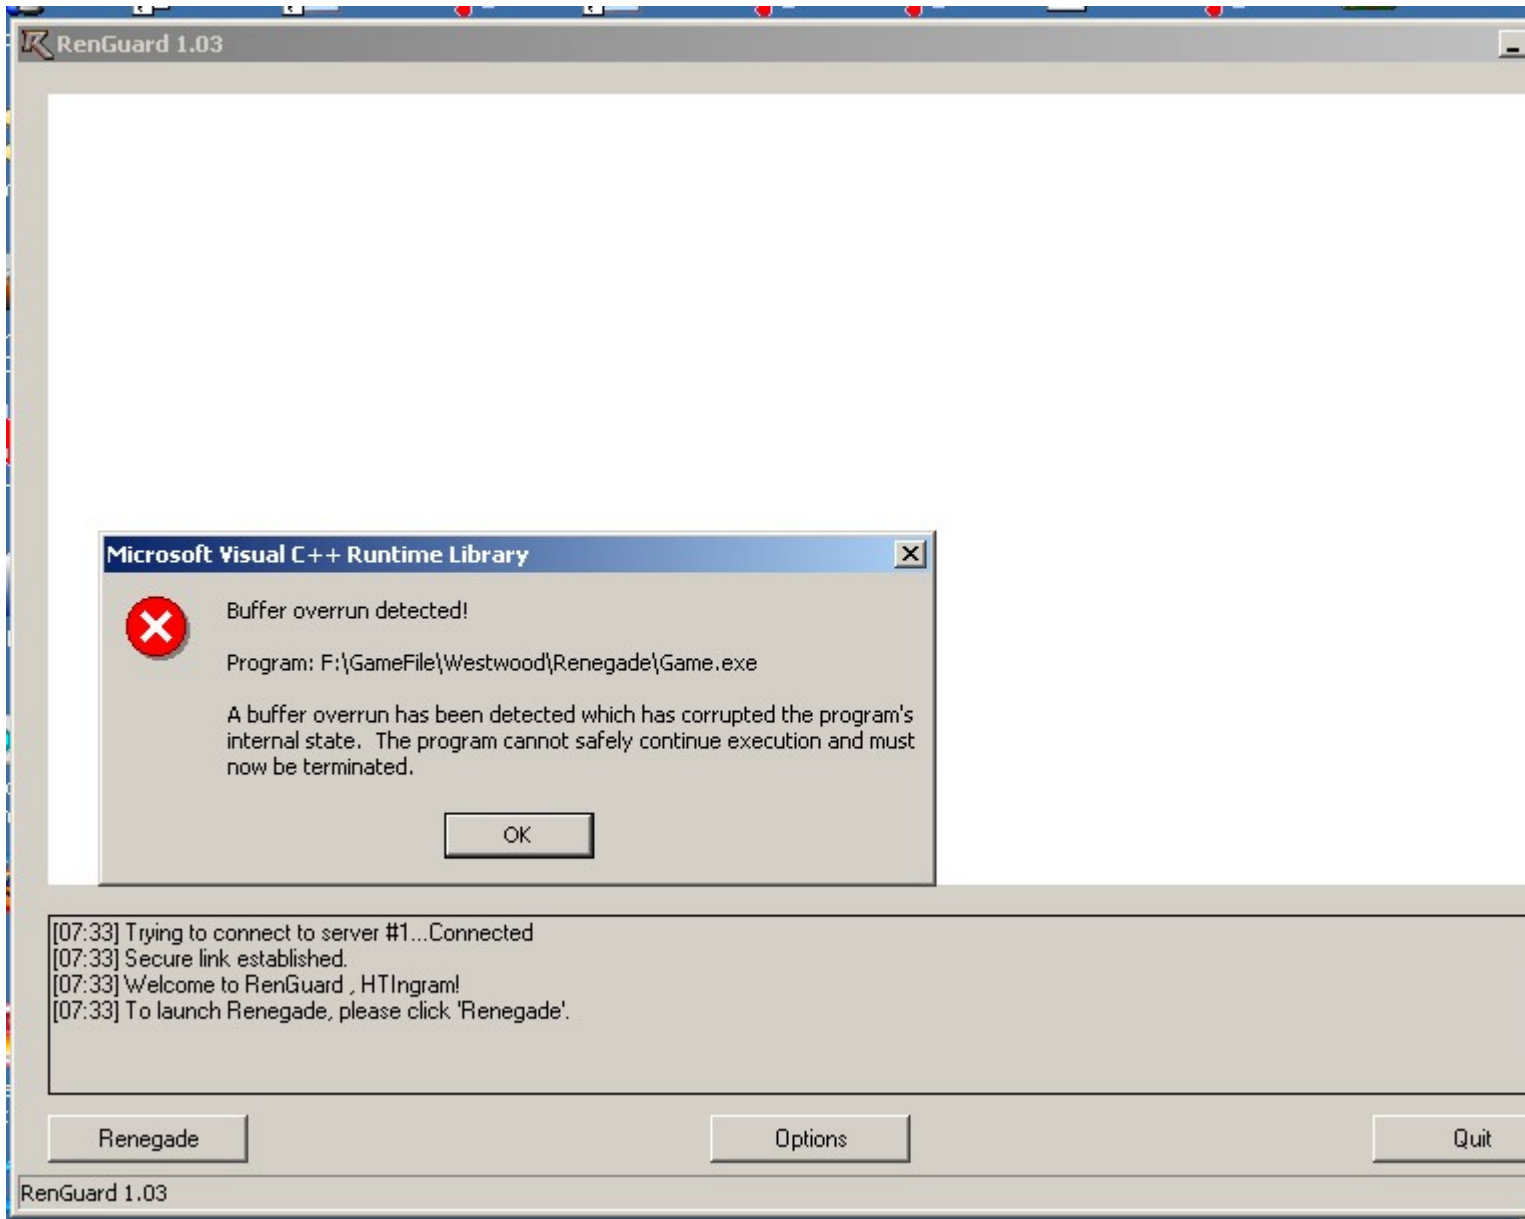 RenGuard 1.03
Microsoft Visual C++ Runtime Library
Buffer overrun detected!
Program: F:\GameFile\Westwood\Renegade\Game.exe
A buffer overrun has been detected which has corrupted the program's
internal state.  The program cannot safely continue execution and must
now be terminated.
OK
[07:33] Trying to connect to server #1...Connected
[07:33] Secure link established.
[07:33] Welcome to RenGuard , HTIngram!
[07:33] To launch Renegade, please click 'Renegade'.
Renegade
Options
Quit
RenGuard 1.03